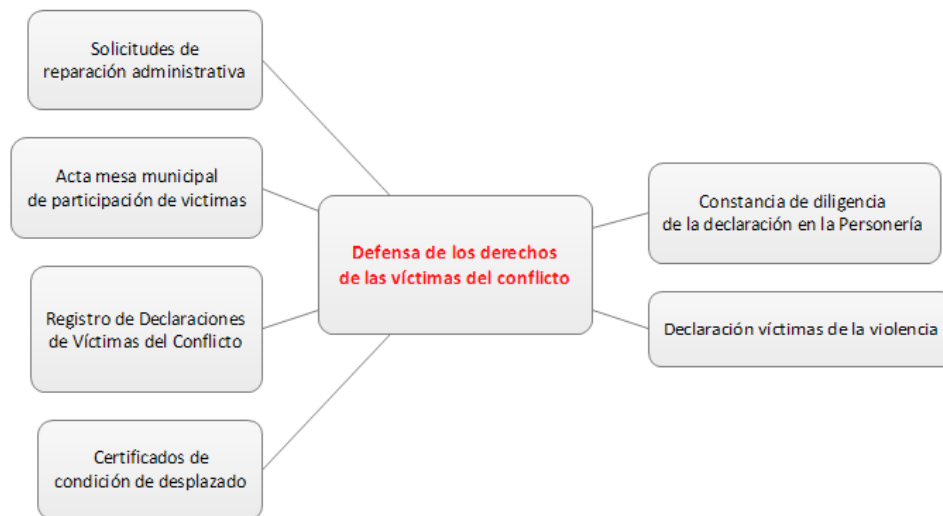 Solicitudes de
reparación administrativa
Acta mesa municipal
de participación de victimas
Registro de Declaraciones
de Víctimas del Conflicto
Certificados de
condición de desplazado
Defensa de los derechos
de las víctimas del conflicto
Constancia de diligencia
de la declaración en la Personería
Declaración víctimas de la violencia